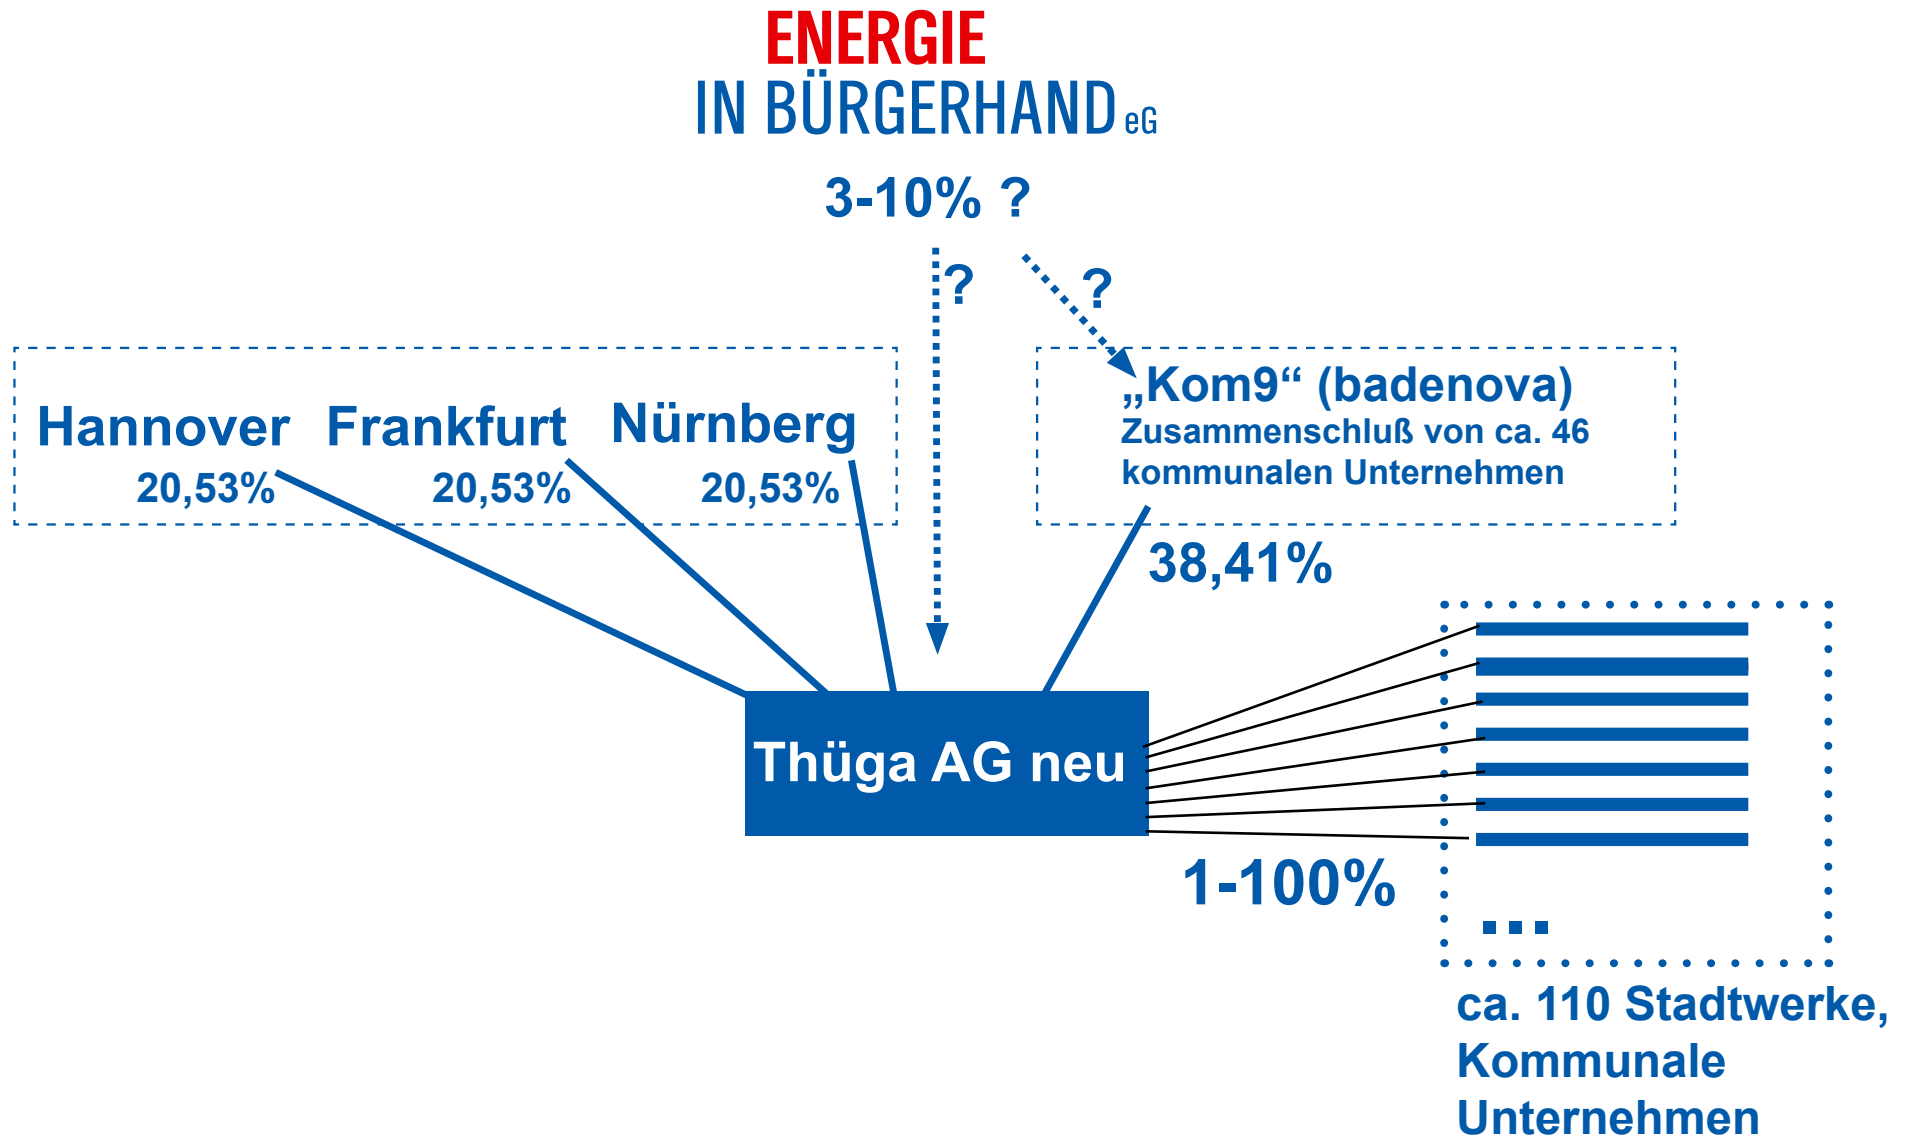 ENERGIE
IN BÜRGERHAND eG
3-10% ?
?
?
Hannover
20,53%
Frankfurt
20,53%
Nürnberg
20,53%
„Kom9“ (badenova)
Zusammenschluß von ca. 46
kommunalen Unternehmen
38,41%
Thüga AG neu
1-100%
...
ca. 110 Stadtwerke,
Kommunale
Unternehmen